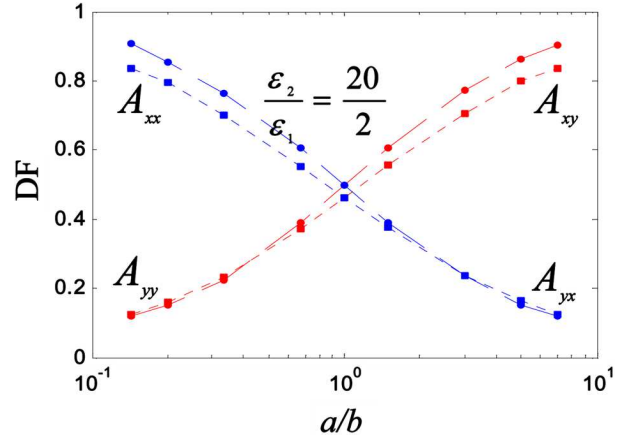 1
0.8
0.6
0.4
0.2
0
DF
A_xx
ε_2/ε_1 = 20/2
A_xy
A_yy
A_yx
10^-1
10^0
10^1
a/b